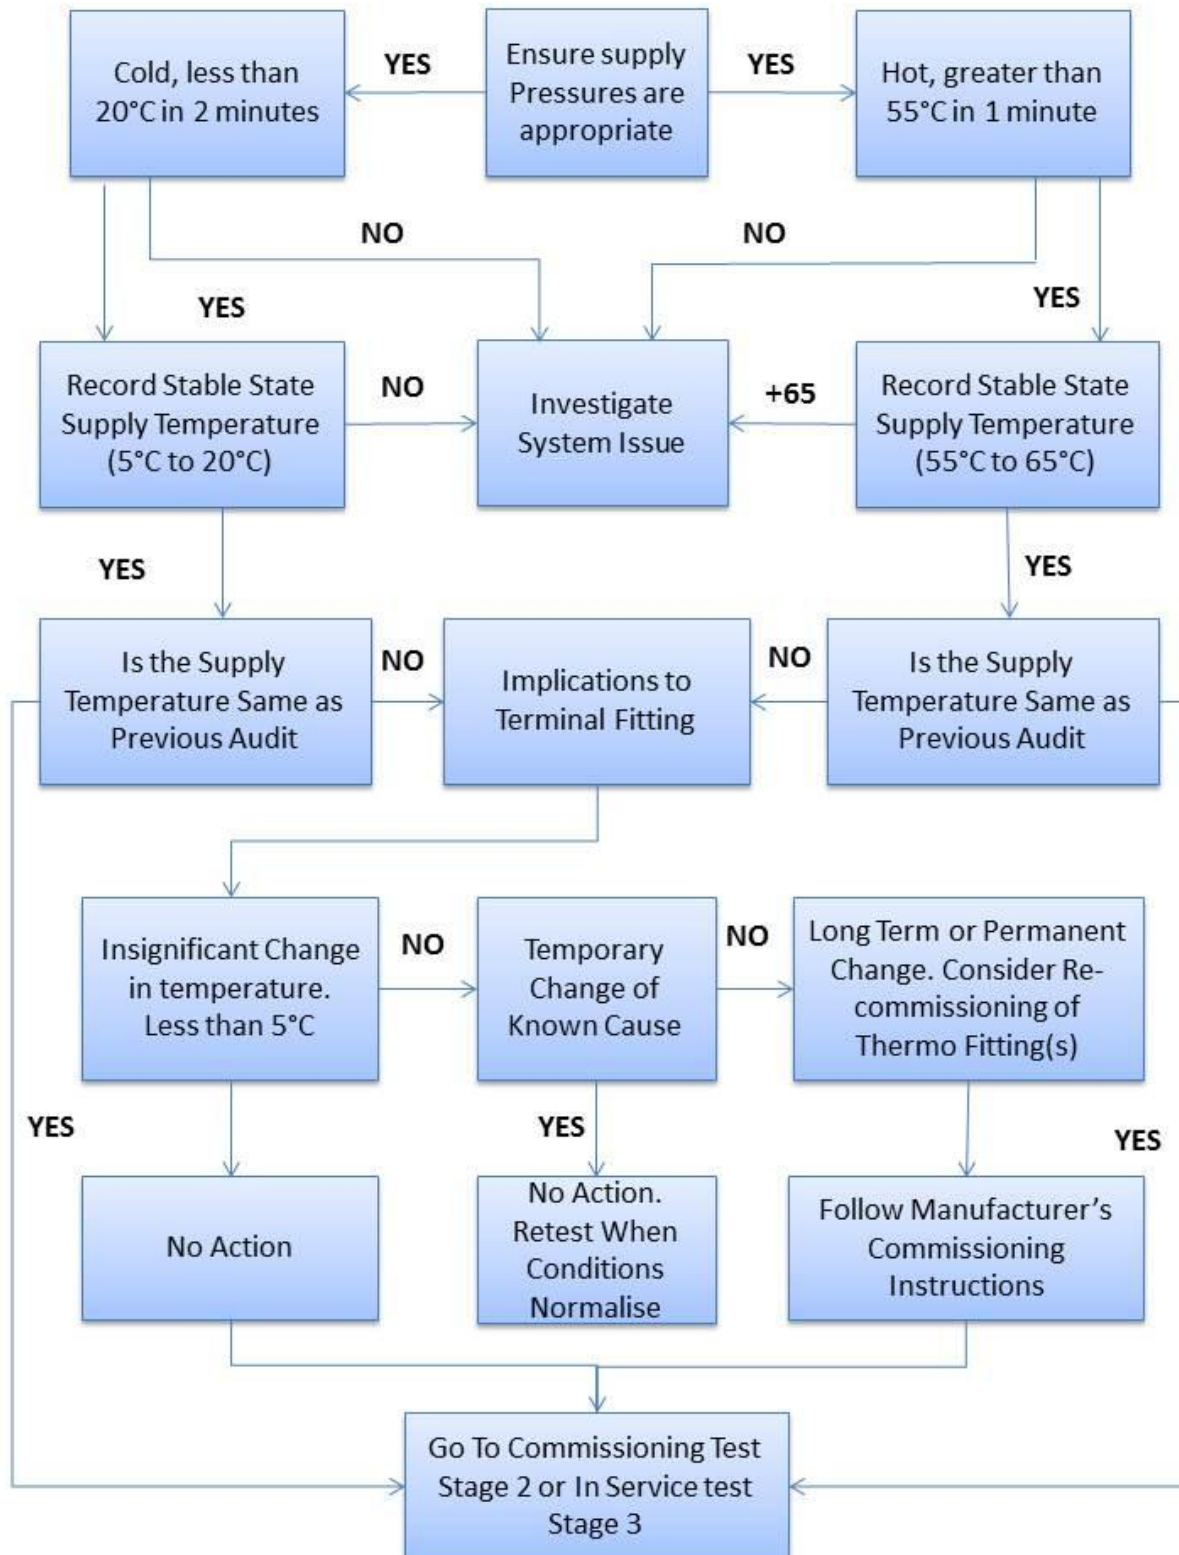 Cold, less than
20°C in 2 minutes
YES
Ensure supply
Pressures are
appropriate
YES
Hot, greater than
55°C in 1 minute
NO
NO
YES
YES
Record Stable State
Supply Temperature
(5°C to 20°C)
NO
Investigate
System Issue
+65
Record Stable State
Supply Temperature
(55°C to 65°C)
YES
YES
Is the Supply
Temperature Same as
Previous Audit
NO
Implications to
Terminal Fitting
NO
Is the Supply
Temperature Same as
Previous Audit
Insignificant Change
in temperature.
Less than 5°C
NO
Temporary
Change of
Known Cause
NO
Long Term or Permanent
Change. Consider Re-
commissioning of
Thermo Fitting(s)
YES
YES
YES
No Action
No Action.
Retest When
Conditions
Normalise
Follow Manufacturer’s
Commissioning
Instructions
Go To Commissioning Test
Stage 2 or In Service test
Stage 3